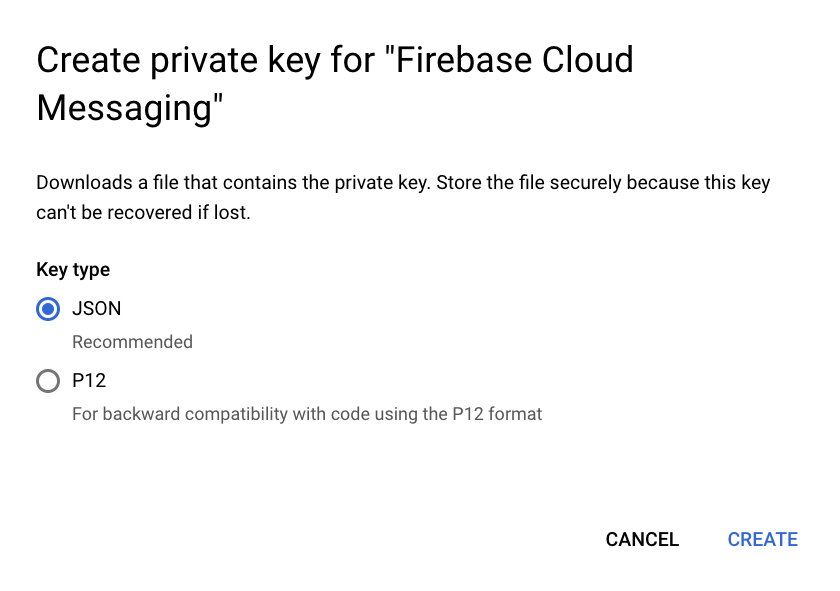 Create private key for "Firebase Cloud
Messaging"
Downloads a file that contains the private key. Store the file securely because this key
can't be recovered if lost.
Key type
JSON
Recommended
P12
For backward compatibility with code using the P12 format
CANCEL
CREATE